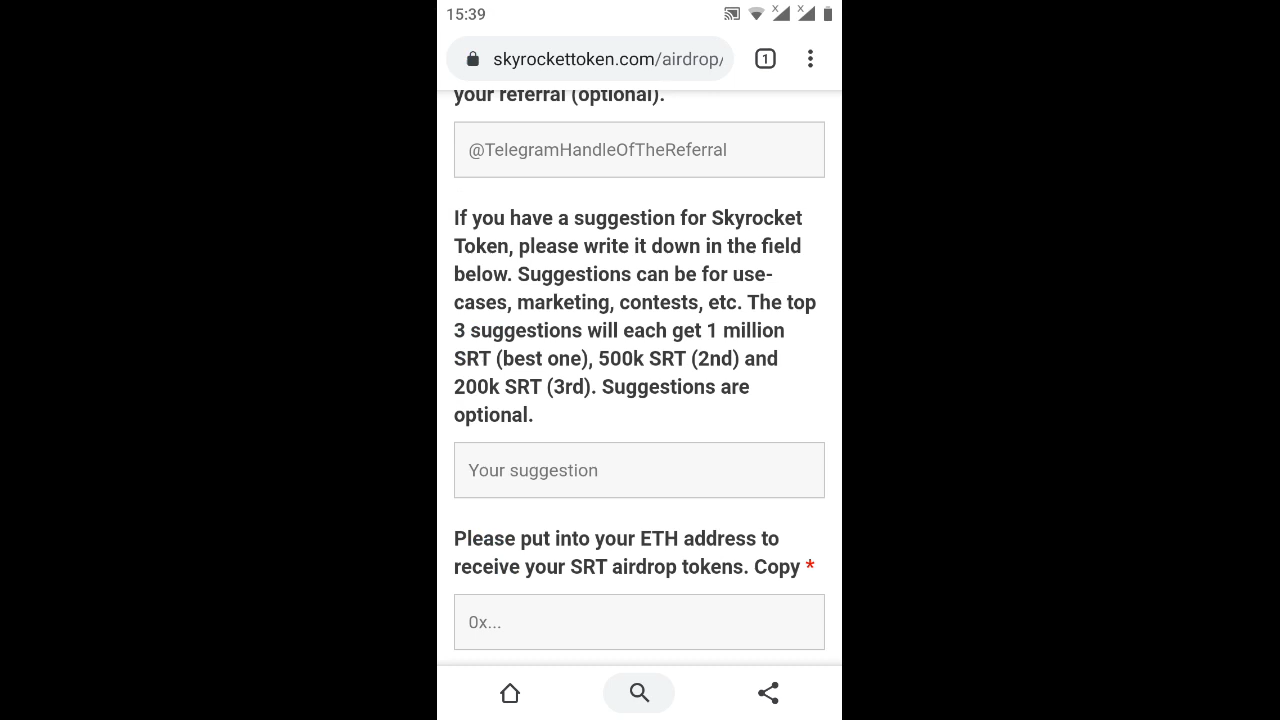 15:39
skyrockettoken.com/airdrop/
1
your referral (optional).
@TelegramHandleOfTheReferral
If you have a suggestion for Skyrocket
Token, please write it down in the field
below. Suggestions can be for use-
cases, marketing, contests, etc. The top
3 suggestions will each get 1 million
SRT (best one), 500k SRT (2nd) and
200k SRT (3rd). Suggestions are
optional.
Your suggestion
Please put into your ETH address to
receive your SRT airdrop tokens. Copy *
0x...